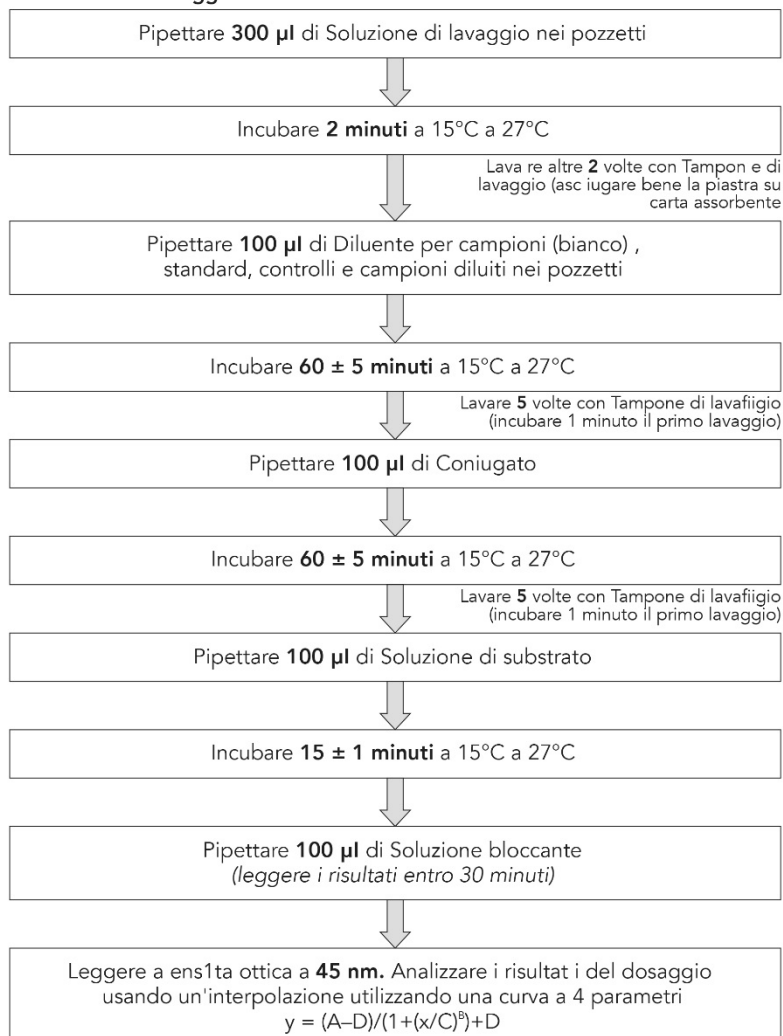 Pipettare 300 µl di Soluzione di lavaggio nei pozzetti
Incubare 2 minuti a 15°C a 27°C
Lava re altre 2 volte con Tampon e di
lavaggio (asc iugare bene la piastra su
carta assorbente
Pipettare 100 µl di Diluente per campioni (bianco) ,
standard, controlli e campioni diluiti nei pozzetti
Incubare 60 ± 5 minuti a 15°C a 27°C
Lavare 5 volte con Tampone di lavafiigio
(incubare 1 minuto il primo lavaggio)
Pipettare 100 µl di Coniugato
Incubare 60 ± 5 minuti a 15°C a 27°C
Lavare 5 volte con Tampone di lavafiigio
(incubare 1 minuto il primo lavaggio)
Pipettare 100 µl di Soluzione di substrato
Incubare 15 ± 1 minuti a 15°C a 27°C
Pipettare 100 µl di Soluzione bloccante
(leggere i risultati entro 30 minuti)
Leggere a ens1ta ottica a 45 nm. Analizzare i risultat i del dosaggio
usando un'interpolazione utilizzando una curva a 4 parametri
y = (A–D)/(1+(x/C)ᴮ)+D